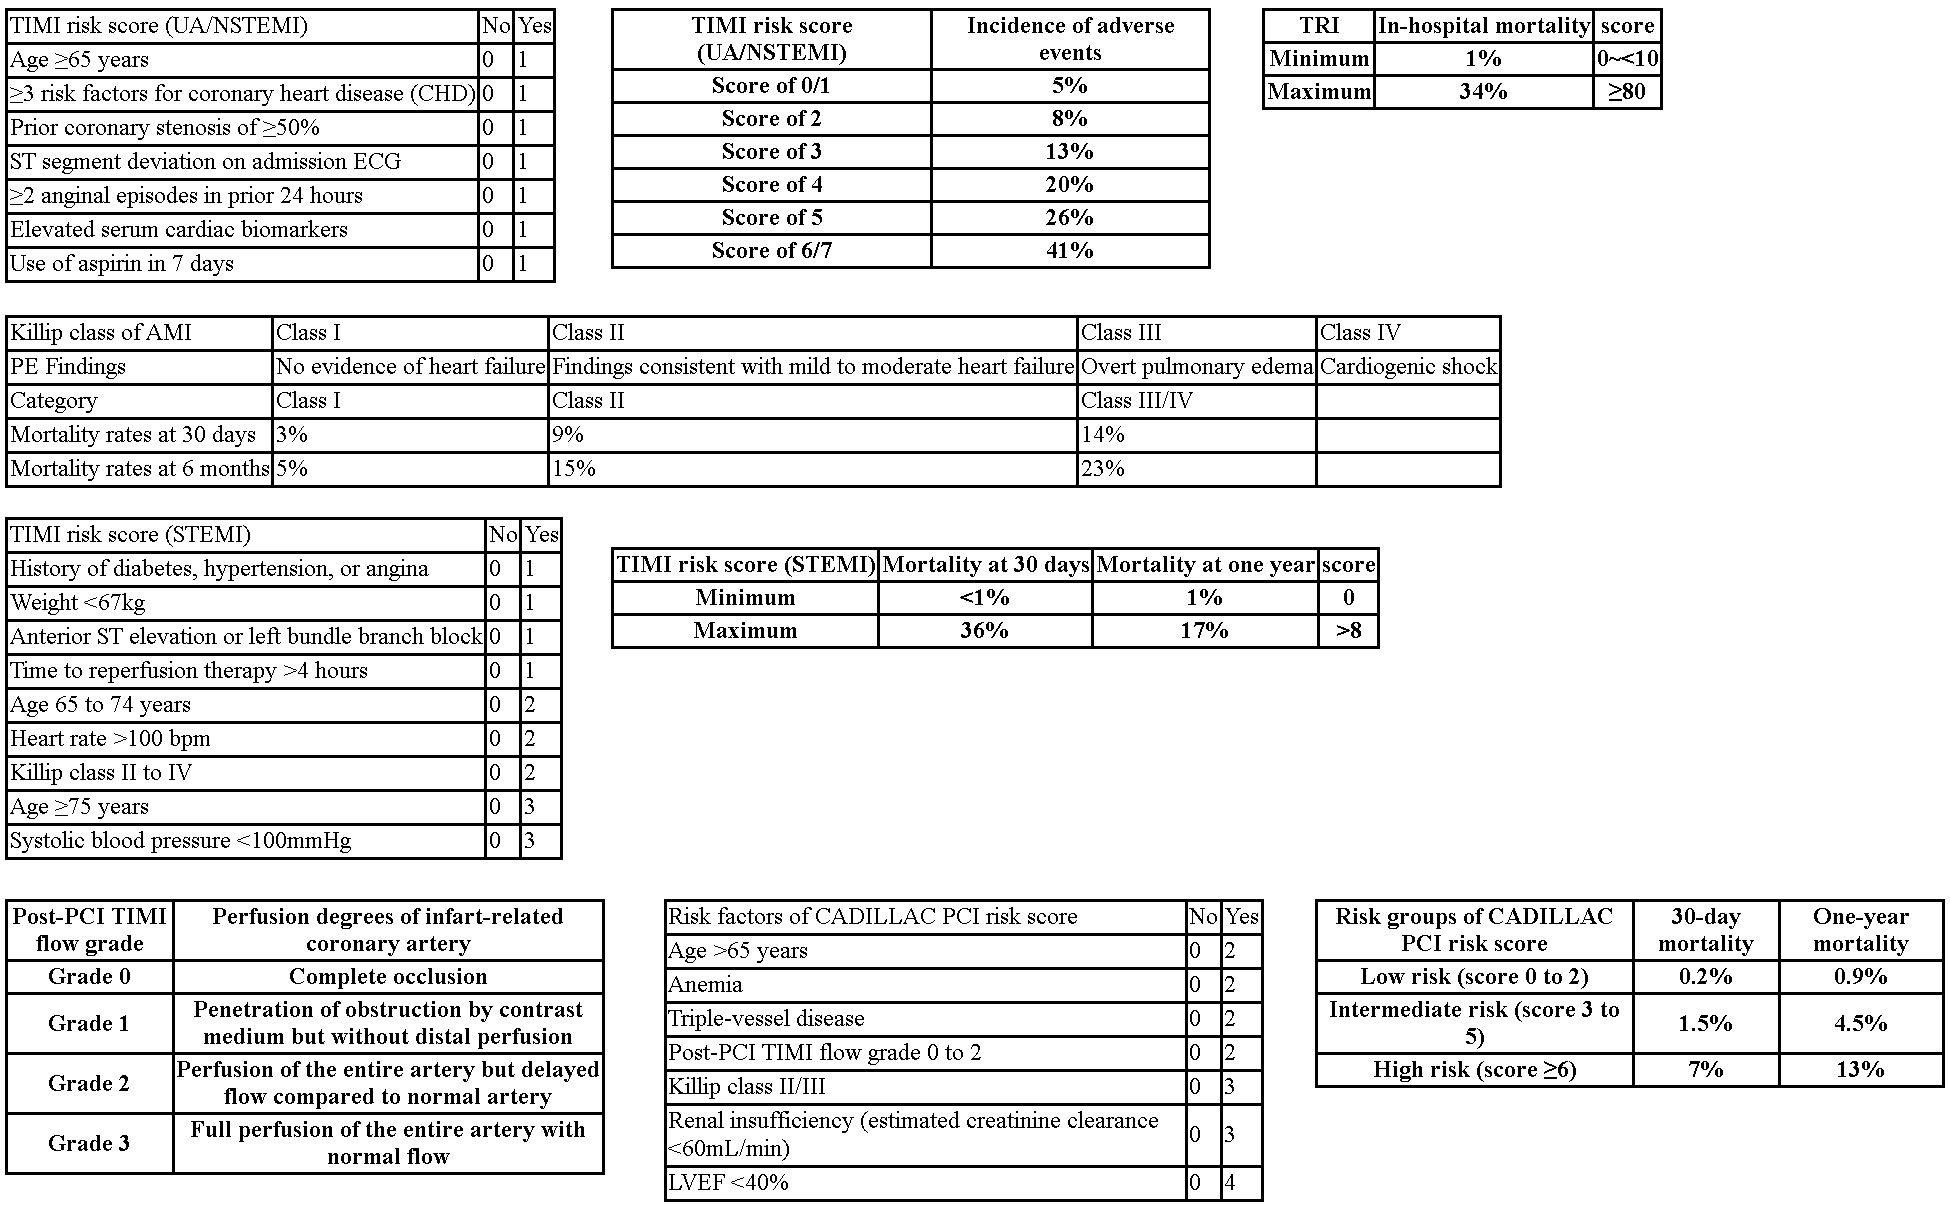 TIMI risk score (UA/NSTEMI) No Yes
Age ≥65 years 0 1
≥3 risk factors for coronary heart disease (CHD) 0 1
Prior coronary stenosis of ≥50% 0 1
ST segment deviation on admission ECG 0 1
≥2 anginal episodes in prior 24 hours 0 1
Elevated serum cardiac biomarkers 0 1
Use of aspirin in 7 days 0 1
TIMI risk score Incidence of adverse
(UA/NSTEMI) events
Score of 0/1 5%
Score of 2 8%
Score of 3 13%
Score of 4 20%
Score of 5 26%
Score of 6/7 41%
TRI In-hospital mortality score
Minimum 1% 0~<10
Maximum 34% ≥80
Killip class of AMI Class I Class II Class III Class IV
PE Findings No evidence of heart failure Findings consistent with mild to moderate heart failure Overt pulmonary edema Cardiogenic shock
Category Class I Class II Class III/IV
Mortality rates at 30 days 3% 9% 14%
Mortality rates at 6 months 5% 15% 23%
TIMI risk score (STEMI) No Yes
History of diabetes, hypertension, or angina 0 1
Weight <67kg 0 1
Anterior ST elevation or left bundle branch block 0 1
Time to reperfusion therapy >4 hours 0 1
Age 65 to 74 years 0 2
Heart rate >100 bpm 0 2
Killip class II to IV 0 2
Age ≥75 years 0 3
Systolic blood pressure <100mmHg 0 3
TIMI risk score (STEMI) Mortality at 30 days Mortality at one year score
Minimum <1% 1% 0
Maximum 36% 17% >8
Post-PCI TIMI Perfusion degrees of infart-related
flow grade coronary artery
Grade 0 Complete occlusion
Grade 1 Penetration of obstruction by contrast
medium but without distal perfusion
Grade 2 Perfusion of the entire artery but delayed
flow compared to normal artery
Grade 3 Full perfusion of the entire artery with
normal flow
Risk factors of CADILLAC PCI risk score No Yes
Age >65 years 0 2
Anemia 0 2
Triple-vessel disease 0 2
Post-PCI TIMI flow grade 0 to 2 0 2
Killip class II/III 0 3
Renal insufficiency (estimated creatinine clearance
<60mL/min) 0 3
LVEF <40% 0 4
Risk groups of CADILLAC 30-day One-year
PCI risk score mortality mortality
Low risk (score 0 to 2) 0.2% 0.9%
Intermediate risk (score 3 to
5) 1.5% 4.5%
High risk (score ≥6) 7% 13%